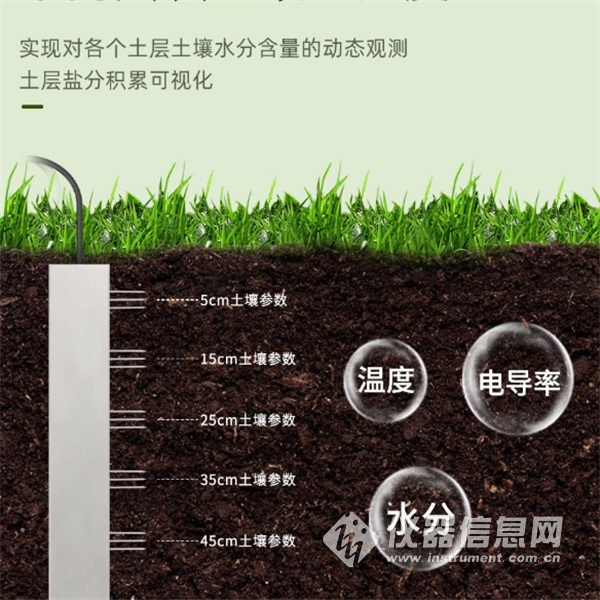 实现对各个土层土壤水分含量的动态观测
土层盐分积累可视化
5cm土壤参数
15cm土壤参数
温度
电导率
25cm土壤参数
35cm土壤参数
水分
45cm土壤参数
仪器信息网
www.instrument.com.cn